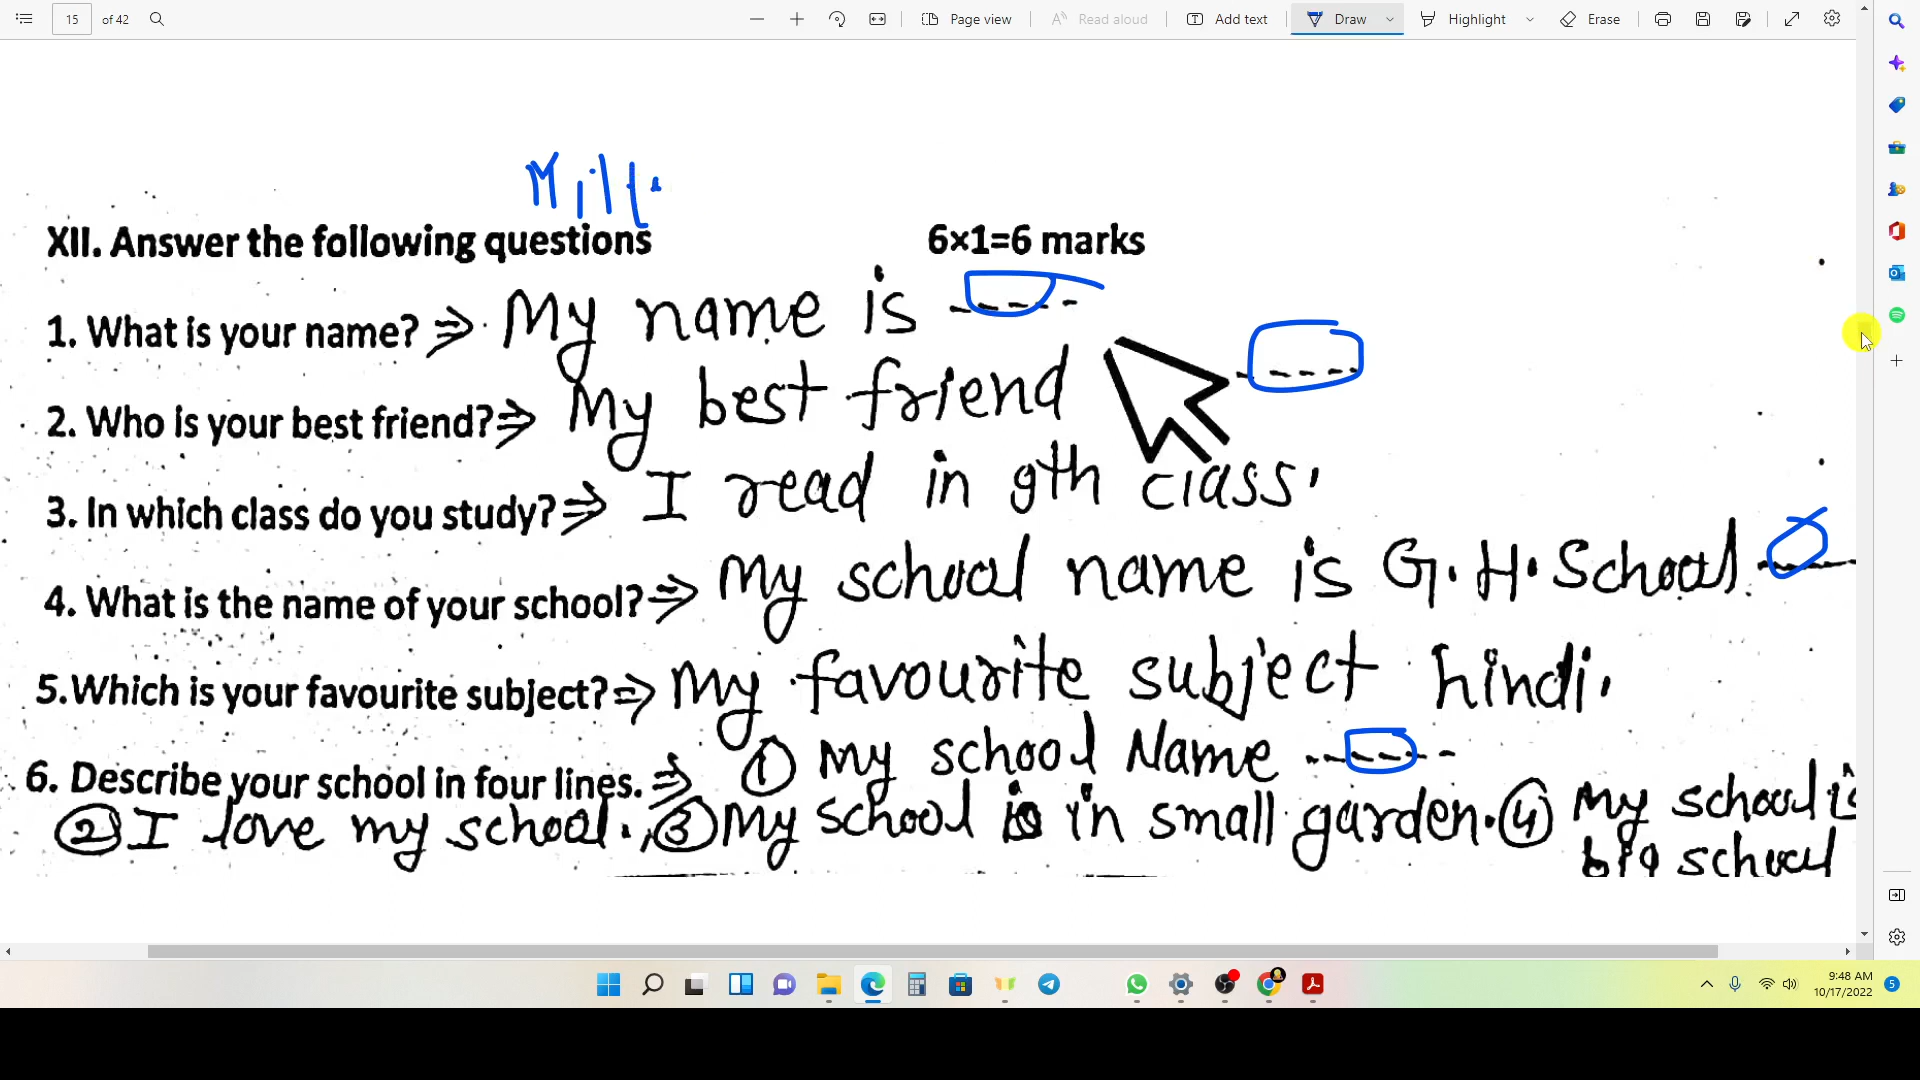 15 of 42 Page view Read aloud Add text Draw Highlight Erase
XII. Answer the following questions 6×1=6 marks
1. What is your name? ⇒ My name is -----
2. Who is your best friend? ⇒ My best friend -----
3. In which class do you study? ⇒ I read in 9th class.
4. What is the name of your school? ⇒ My school name is G.H. School. ---
5.Which is your favourite subject? ⇒ My favourite subject hindi.
6. Describe your school in four lines. ⇒ ① My school Name -----
② I love my school. ③ My school is in small garden. ④ My school is
big school
9:48 AM
10/17/2022 5